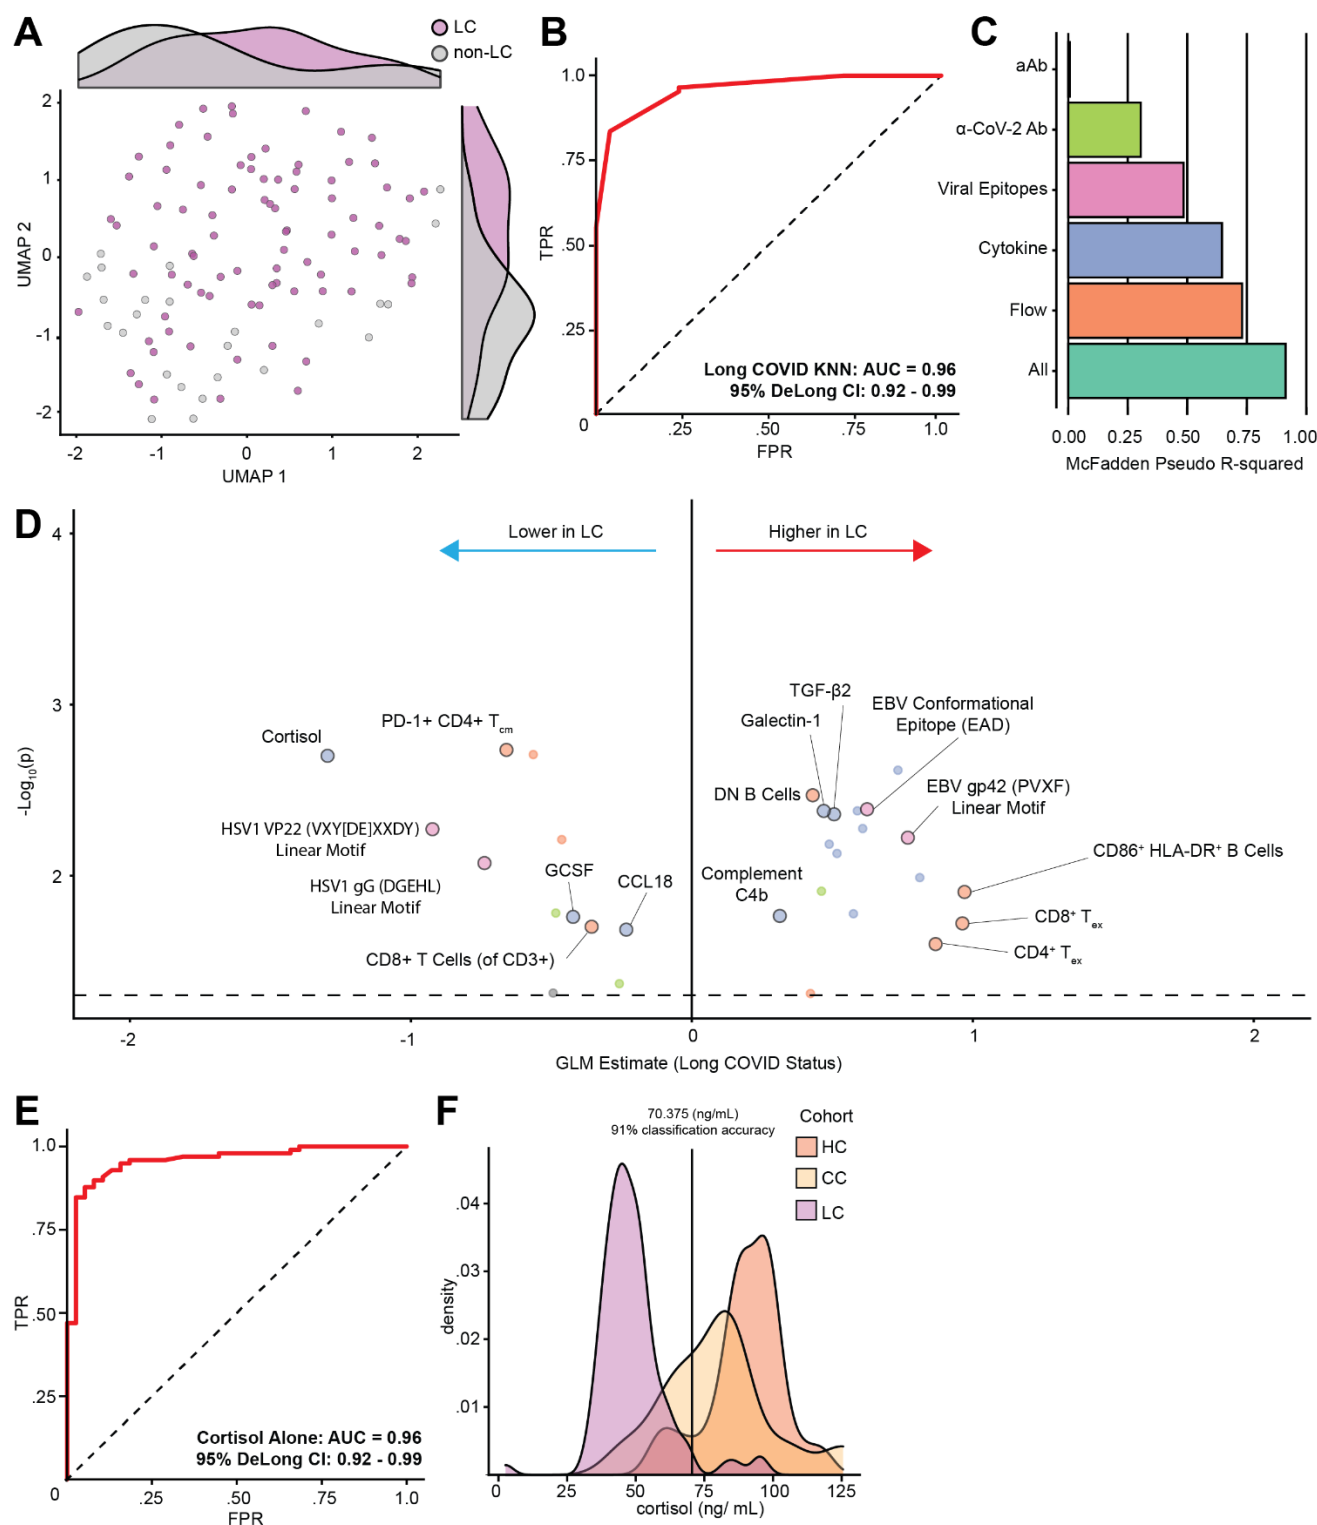 A
LC
non-LC
2
1
0
-1
-2
UMAP 2
-2
-1
0
1
2
UMAP 1
B
1.0
.75
.50
.25
0
TPR
Long COVID KNN: AUC = 0.96
95% DeLong CI: 0.92 - 0.99
.25
.50
.75
1.0
FPR
C
aAb
α-CoV-2 Ab
Viral Epitopes
Cytokine
Flow
All
0.00
0.25
0.50
0.75
1.00
McFadden Pseudo R-squared
D
Lower in LC
Higher in LC
4
3
2
-Log10(p)
Cortisol
PD-1+ CD4+ Tcm
HSV1 VP22 (VXY[DE]XXDY)
Linear Motif
HSV1 gG (DGEHL)
Linear Motif
GCSF
CCL18
CD8+ T Cells (of CD3+)
TGF-β2
Galectin-1
EBV Conformational
Epitope (EAD)
DN B Cells
EBV gp42 (PVXF)
Linear Motif
Complement
C4b
CD86+ HLA-DR+ B Cells
CD8+ Tex
CD4+ Tex
-2
-1
0
1
2
GLM Estimate (Long COVID Status)
E
1.0
.75
.50
.25
0
TPR
Cortisol Alone: AUC = 0.96
95% DeLong CI: 0.92 - 0.99
.25
.50
.75
1.0
FPR
F
70.375 (ng/mL)
91% classification accuracy
Cohort
HC
CC
LC
.04
.03
.02
.01
density
0
25
50
75
100
125
cortisol (ng/ mL)